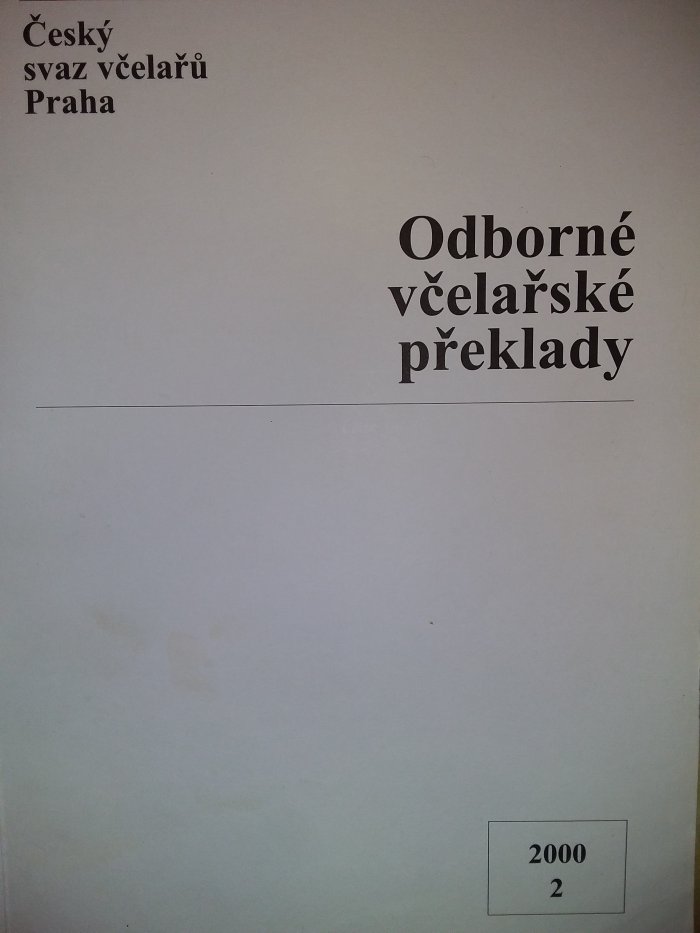 Český
svaz včelařů
Praha
Odborné
včelařské
překlady
2000
2